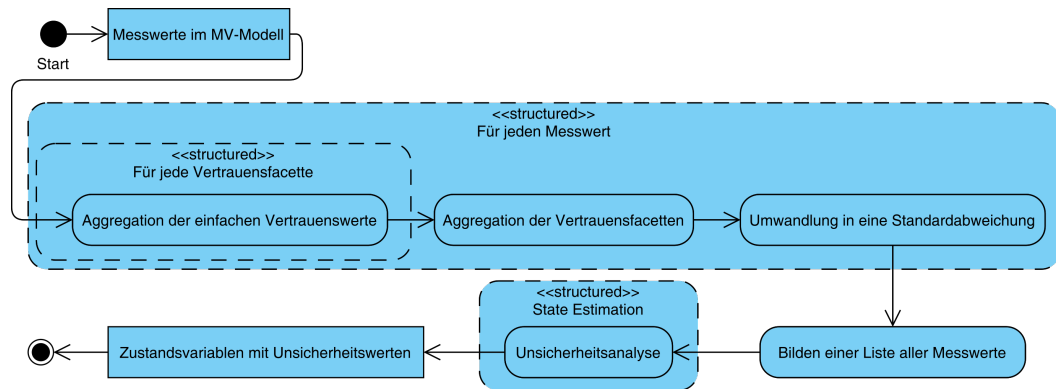 Messwerte im MV-Modell
Start
<<structured>>
Für jeden Messwert
<<structured>>
Für jede Vertrauensfacette
Aggregation der einfachen Vertrauenswerte
Aggregation der Vertrauensfacetten
Umwandlung in eine Standardabweichung
<<structured>>
State Estimation
Zustandsvariablen mit Unsicherheitswerten
Unsicherheitsanalyse
Bilden einer Liste aller Messwerte